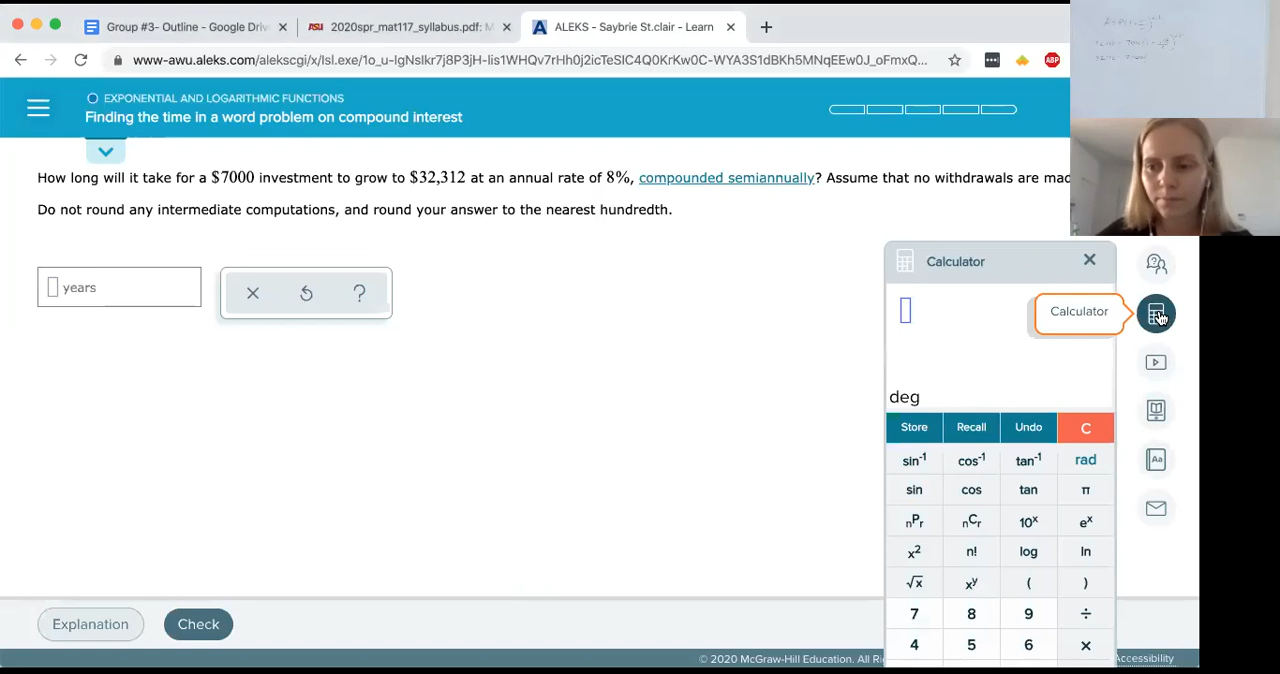 Group #3- Outline - Google Driv
2020spr_mat117_syllabus.pdf: M
ALEKS - Saybrie St.clair - Learn
www-awu.aleks.com/alekscgi/x/Isl.exe/1o_u-IgNsIkr7j8P3jH-Iis1WHQv7rHh0j2icTeSIC4Q0KrKw0C-WYA3S1dBKh5MNqEEw0J_oFmxQ...
ABP
EXPONENTIAL AND LOGARITHMIC FUNCTIONS
Finding the time in a word problem on compound interest
How long will it take for a $7000 investment to grow to $32,312 at an annual rate of 8%, compounded semiannually? Assume that no withdrawals are mad
Do not round any intermediate computations, and round your answer to the nearest hundredth.
years
× ?
Calculator
Calculator
deg
Store Recall Undo C
sin-1 cos-1 tan-1 rad
sin cos tan π
nPr nCr 10x ex
x2 n! log ln
√x xy ( )
7 8 9 ÷
4 5 6 ×
Explanation Check
© 2020 McGraw-Hill Education. All Ri
Accessibility